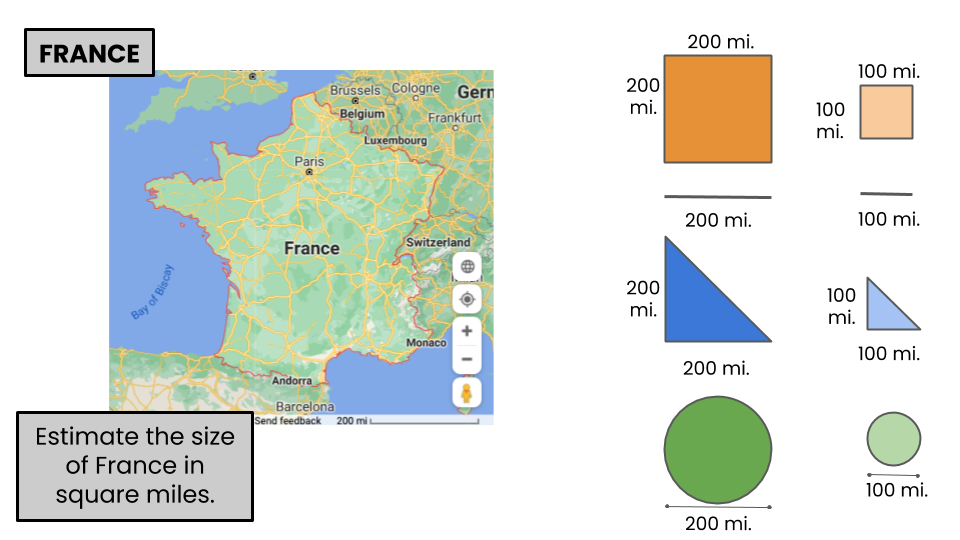 FRANCE
Brussels
Cologne
Gern
Belgium
Frankfurt
Luxembourg
Paris
France
Switzerland
Bay of Biscay
Monaco
Andorra
Barcelona
Send feedback 200 mi
Estimate the size
of France in
square miles.
200 mi.
200
mi.
100 mi.
100
mi.
200 mi.
100 mi.
200
mi.
200 mi.
100
mi.
100 mi.
200 mi.
100 mi.